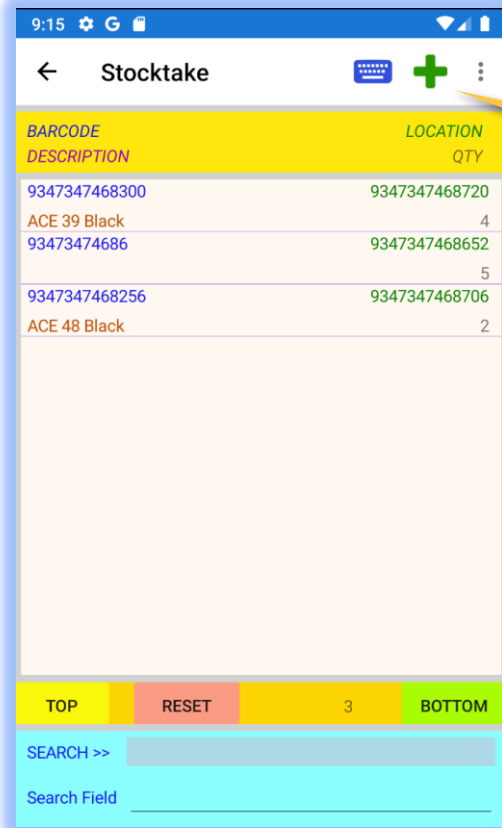 9:15 G
Stocktake
BARCODE LOCATION
DESCRIPTION QTY
9347347468300 9347347468720
ACE 39 Black 4
93473474686 9347347468652
5
9347347468256 9347347468706
ACE 48 Black 2
TOP RESET 3 BOTTOM
SEARCH >>
Search Field